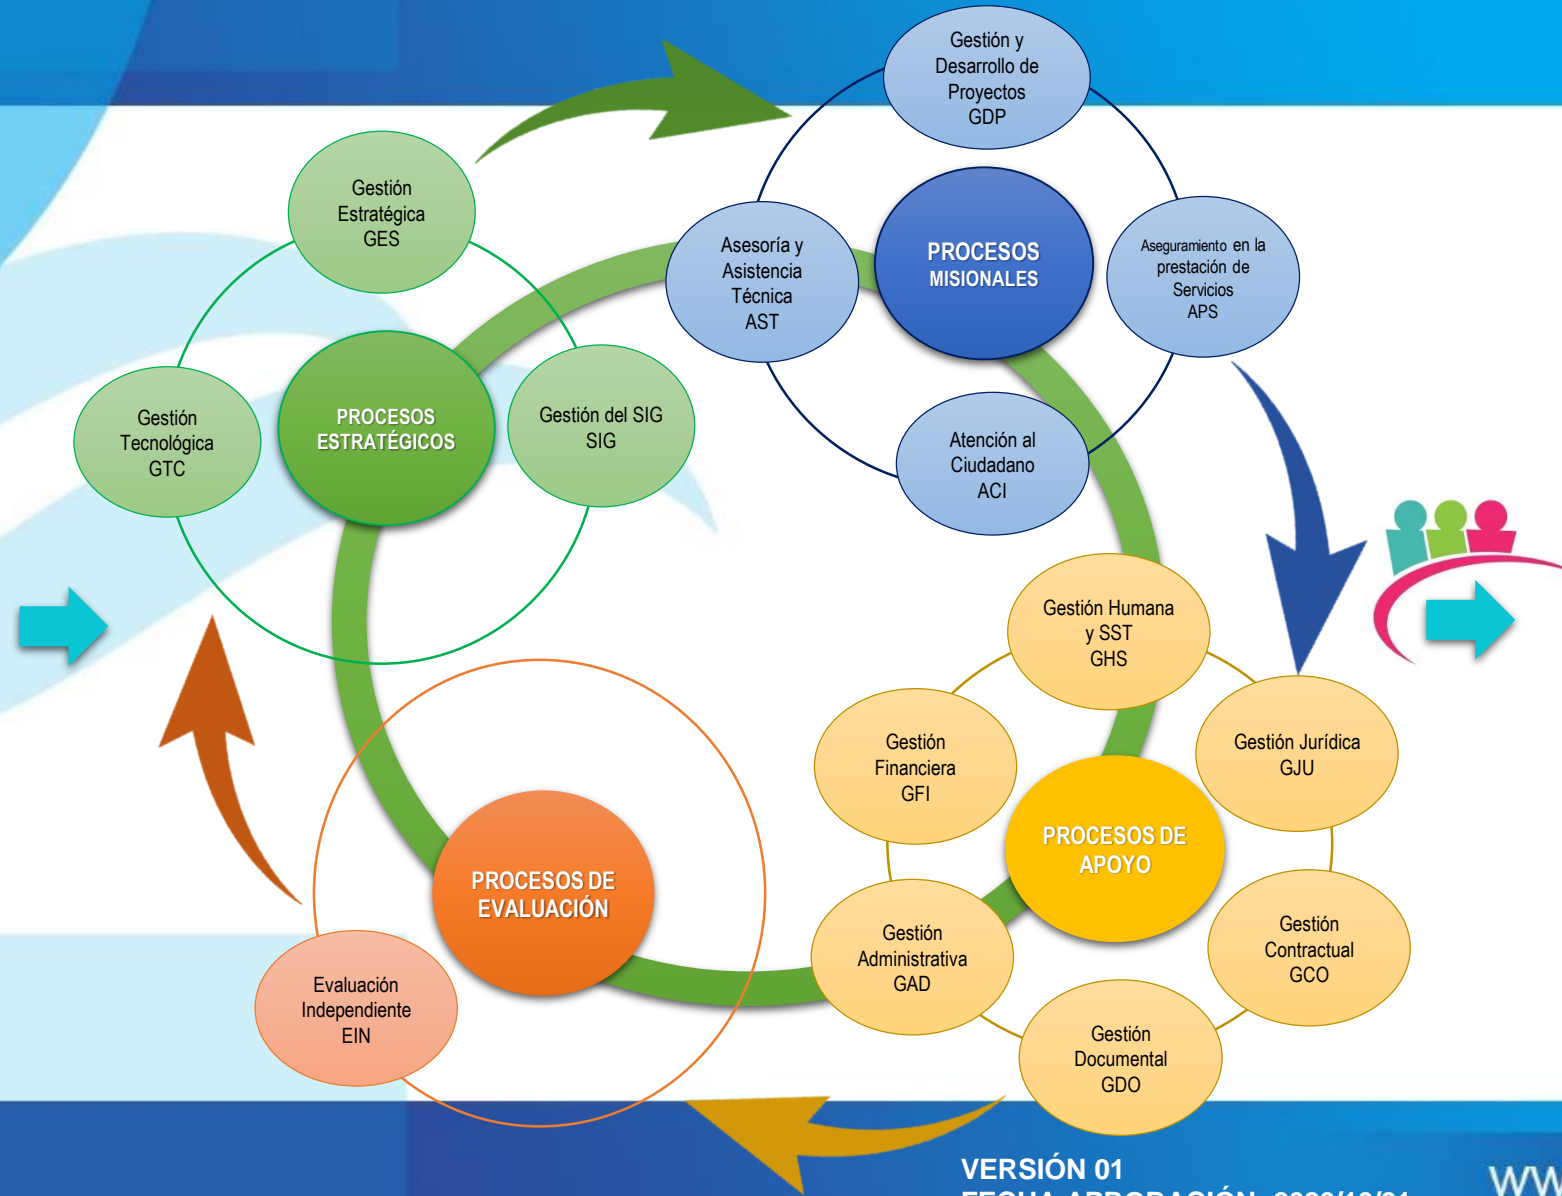 Gestión y
Desarrollo de
Proyectos
GDP
Gestión
Estratégica
GES
PROCESOS
MISIONALES
Asesoría y
Asistencia
Técnica
AST
Aseguramiento en la
prestación de
Servicios
APS
PROCESOS
ESTRATÉGICOS
Gestión
Tecnológica
GTC
Gestión del SIG
SIG
Atención al
Ciudadano
ACI
Gestión Humana
y SST
GHS
Gestión
Financiera
GFI
Gestión Jurídica
GJU
PROCESOS DE
APOYO
PROCESOS DE
EVALUACIÓN
Gestión
Administrativa
GAD
Gestión
Contractual
GCO
Evaluación
Independiente
EIN
Gestión
Documental
GDO
VERSIÓN 01
FECHA APROBACIÓN